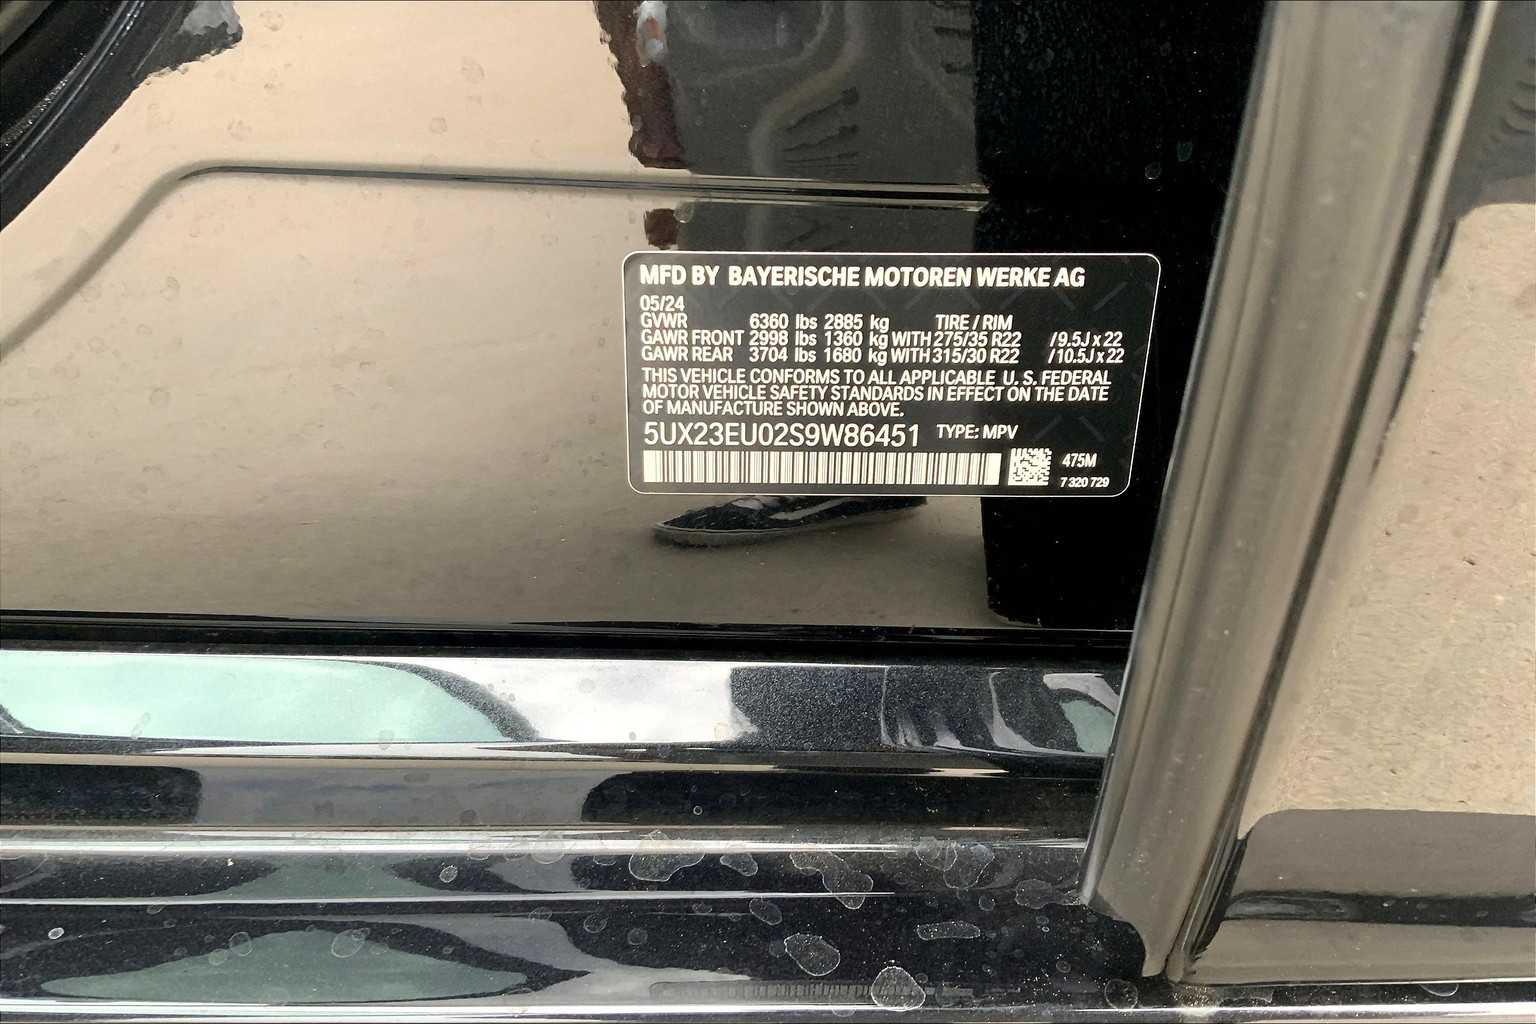 MFD BY BAYERISCHE MOTOREN WERKE AG
05/24
GVWR 6360 lbs 2885 kg TIRE / RIM
GAWR FRONT 2998 lbs 1360 kg WITH 275/35 R22 / 9.5J x 22
GAWR REAR 3704 lbs 1680 kg WITH 315/30 R22 / 10.5J x 22
THIS VEHICLE CONFORMS TO ALL APPLICABLE U. S. FEDERAL
MOTOR VEHICLE SAFETY STANDARDS IN EFFECT ON THE DATE
OF MANUFACTURE SHOWN ABOVE.
5UX23EU02S9W86451 TYPE: MPV
475M
7 320 729